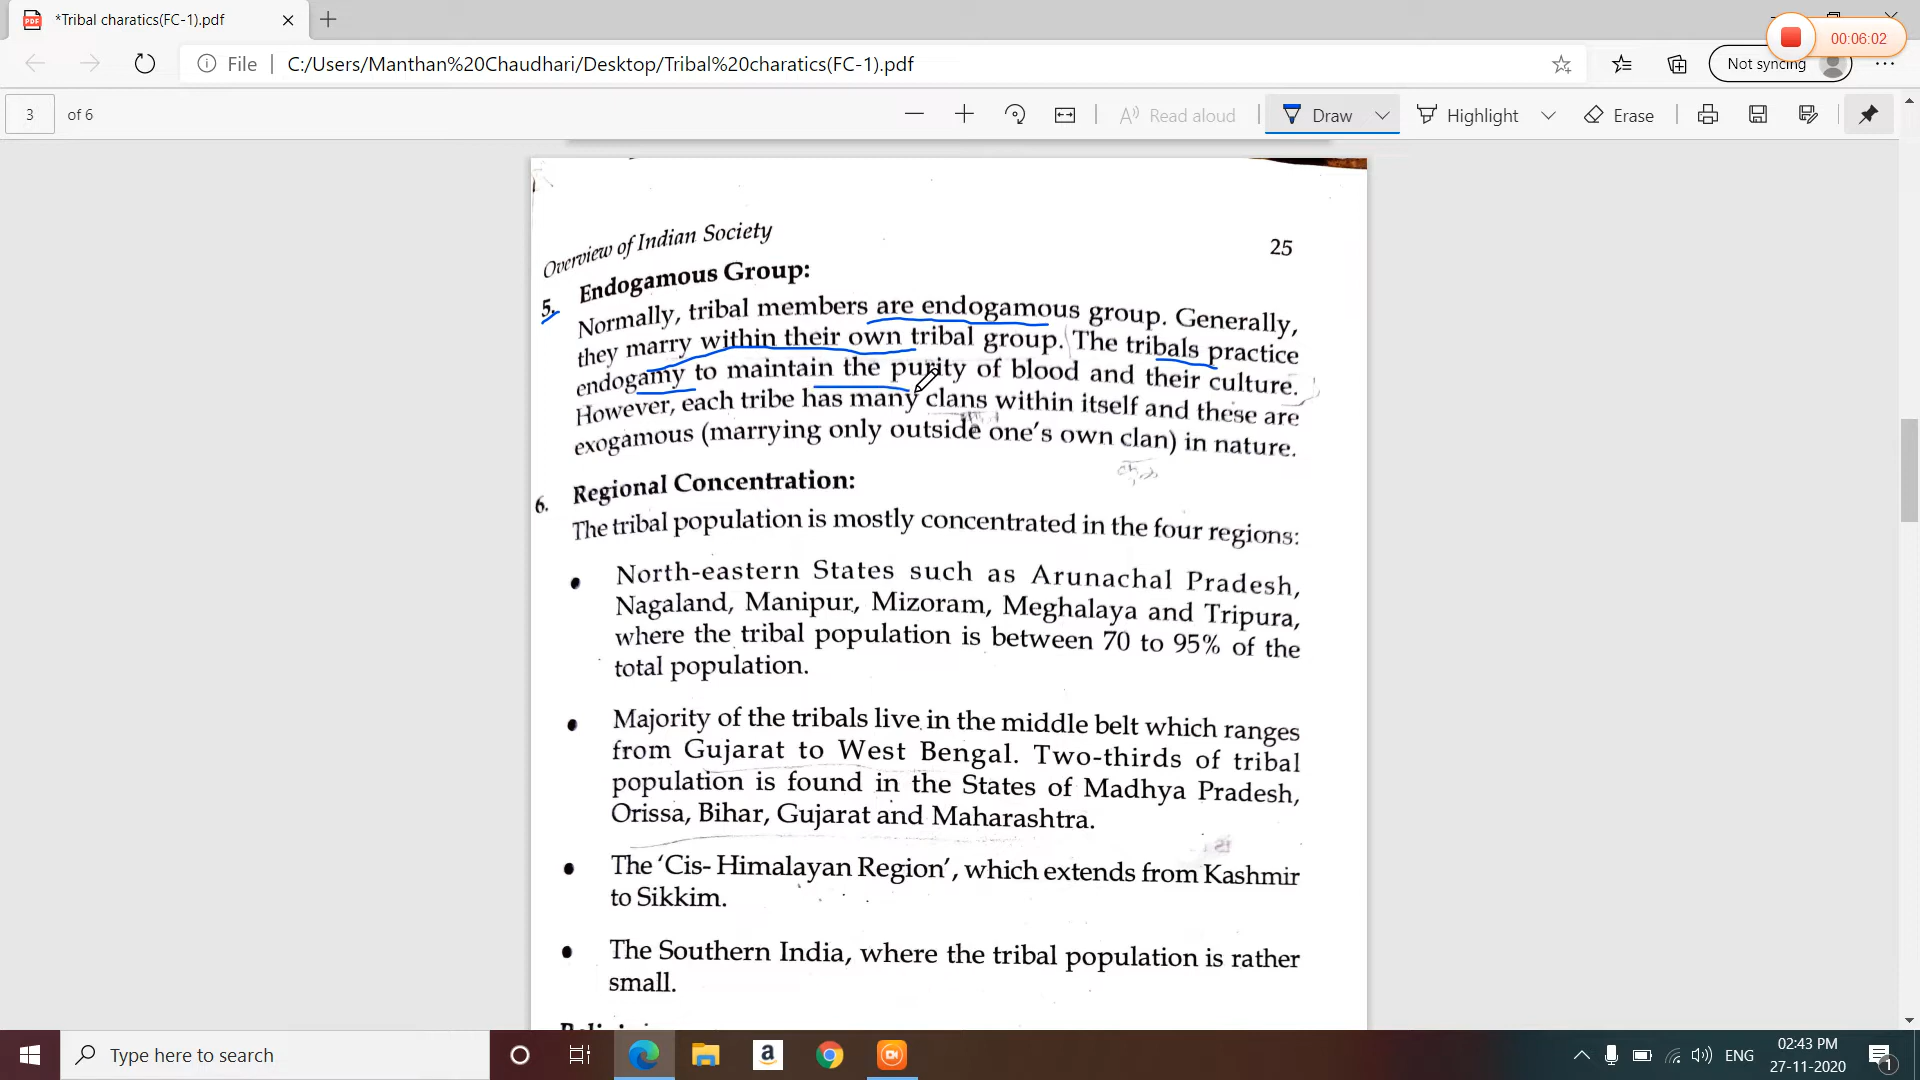 *Tribal charatics(FC-1).pdf
00:06:02
File
C:/Users/Manthan%20Chaudhari/Desktop/Tribal%20charatics(FC-1).pdf
Not syncing
3 of 6
Read aloud
Draw
Highlight
Erase
Overview of Indian Society
25
5. Endogamous Group:
Normally, tribal members are endogamous group. Generally,
they marry within their own tribal group. The tribals practice
endogamy to maintain the purity of blood and their culture.
However, each tribe has many clans within itself and these are
exogamous (marrying only outside one's own clan) in nature.
6. Regional Concentration:
The tribal population is mostly concentrated in the four regions:
• North-eastern States such as Arunachal Pradesh,
Nagaland, Manipur, Mizoram, Meghalaya and Tripura,
where the tribal population is between 70 to 95% of the
total population.
• Majority of the tribals live in the middle belt which ranges
from Gujarat to West Bengal. Two-thirds of tribal
population is found in the States of Madhya Pradesh,
Orissa, Bihar, Gujarat and Maharashtra.
• The 'Cis- Himalayan Region', which extends from Kashmir
to Sikkim.
• The Southern India, where the tribal population is rather
small.
Type here to search
ENG
02:43 PM
27-11-2020
1